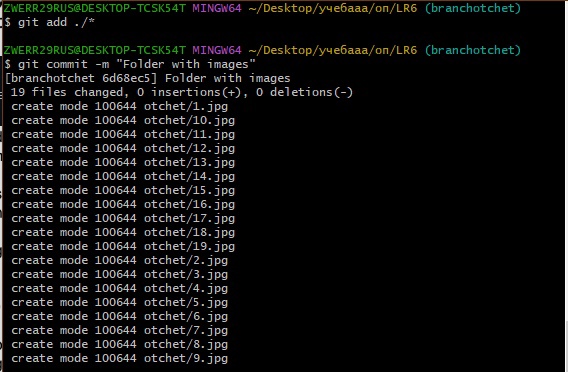 ZWERR29RUS@DESKTOP-TCSK54T MINGW64 ~/Desktop/учебааа/оп/LR6 (branchotchet)
$ git add ./*
ZWERR29RUS@DESKTOP-TCSK54T MINGW64 ~/Desktop/учебааа/оп/LR6 (branchotchet)
$ git commit -m "Folder with images"
[branchotchet 6d68ec5] Folder with images
 19 files changed, 0 insertions(+), 0 deletions(-)
 create mode 100644 otchet/1.jpg
 create mode 100644 otchet/10.jpg
 create mode 100644 otchet/11.jpg
 create mode 100644 otchet/12.jpg
 create mode 100644 otchet/13.jpg
 create mode 100644 otchet/14.jpg
 create mode 100644 otchet/15.jpg
 create mode 100644 otchet/16.jpg
 create mode 100644 otchet/17.jpg
 create mode 100644 otchet/18.jpg
 create mode 100644 otchet/19.jpg
 create mode 100644 otchet/2.jpg
 create mode 100644 otchet/3.jpg
 create mode 100644 otchet/4.jpg
 create mode 100644 otchet/5.jpg
 create mode 100644 otchet/6.jpg
 create mode 100644 otchet/7.jpg
 create mode 100644 otchet/8.jpg
 create mode 100644 otchet/9.jpg